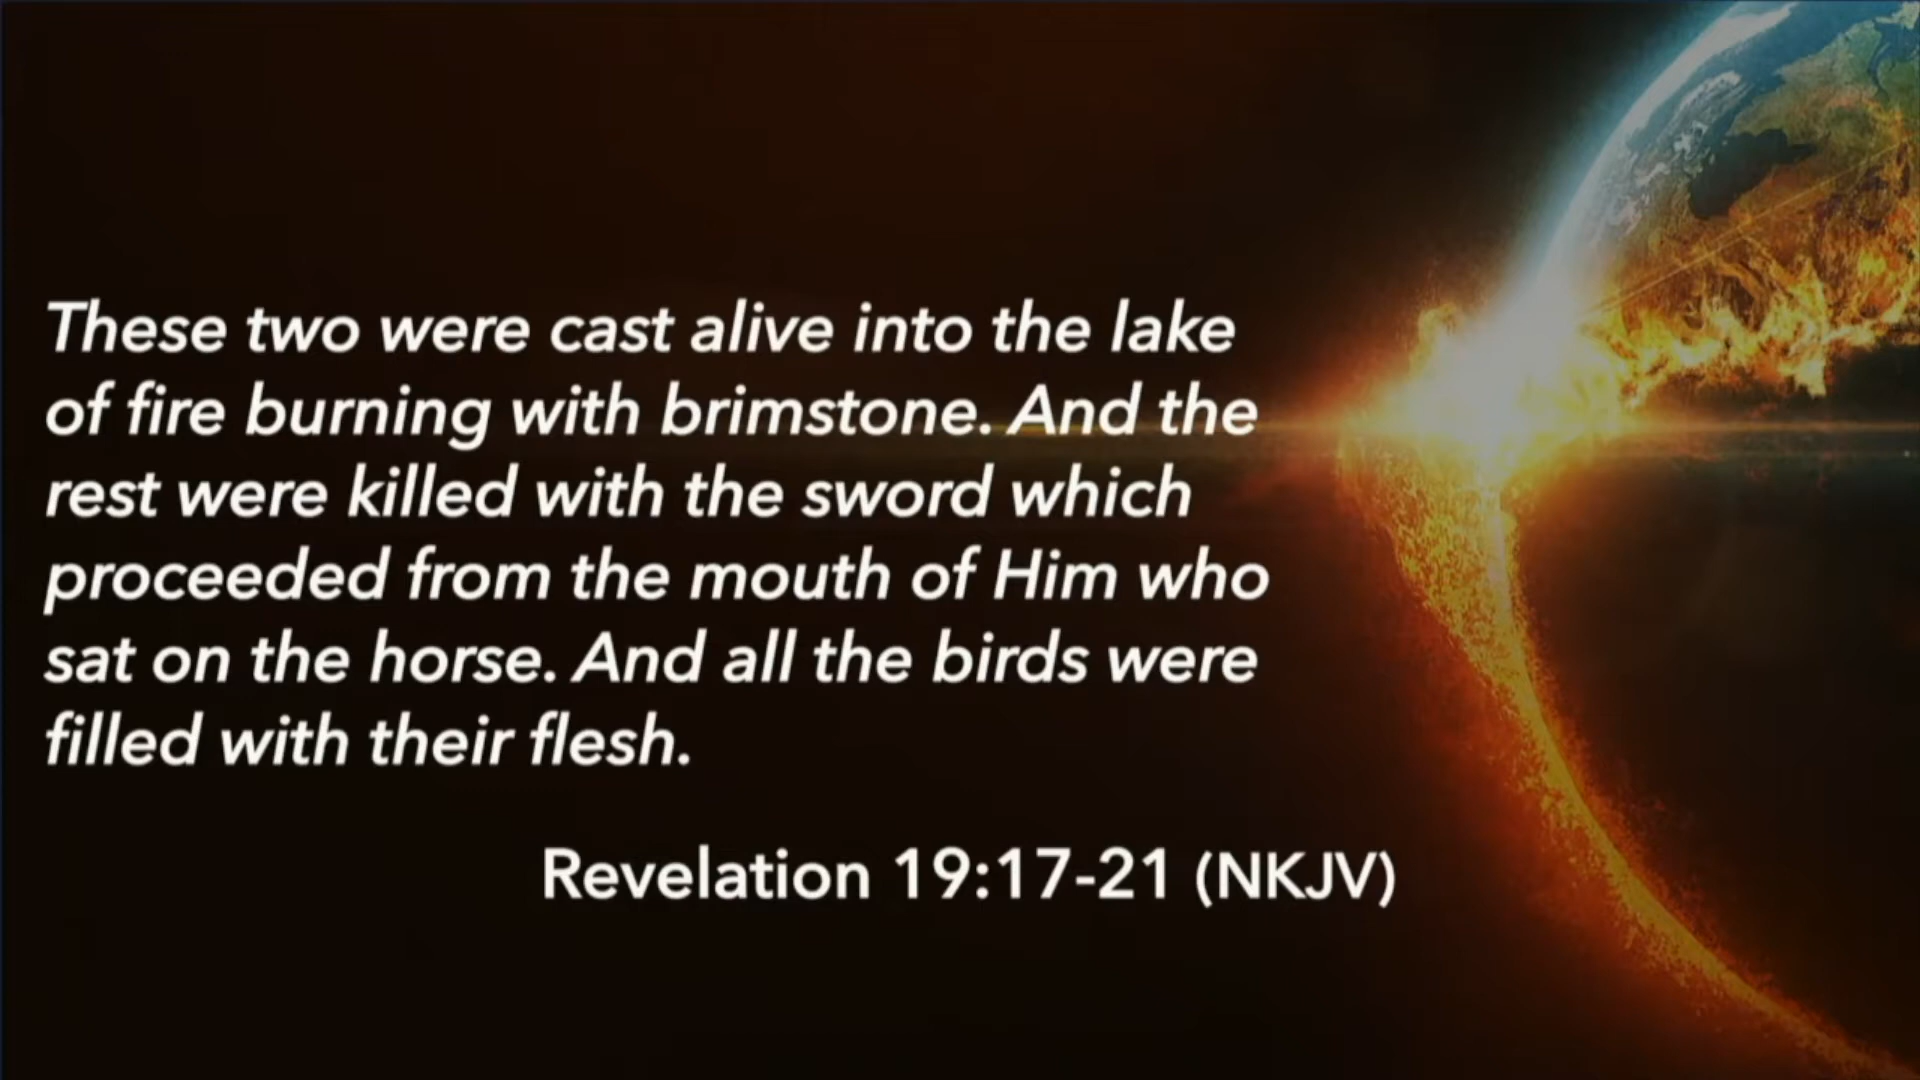 These two were cast alive into the lake
of fire burning with brimstone. And the
rest were killed with the sword which
proceeded from the mouth of Him who
sat on the horse. And all the birds were
filled with their flesh.
Revelation 19:17-21 (NKJV)